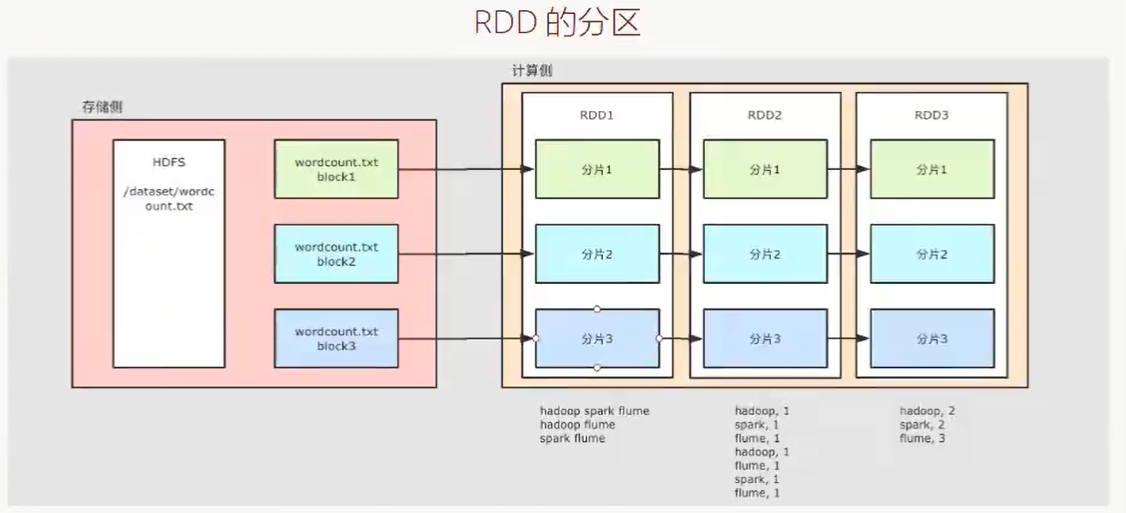 RDD 的分区
存储侧
HDFS
/dataset/wordc
ount.txt
wordcount.txt
block1
wordcount.txt
block2
wordcount.txt
block3
计算侧
RDD1
分片1
分片2
分片3
RDD2
分片1
分片2
分片3
RDD3
分片1
分片2
分片3
hadoop spark flume
hadoop flume
spark flume
hadoop, 1
spark, 1
flume, 1
hadoop, 1
flume, 1
spark, 1
flume, 1
hadoop, 2
spark, 2
flume, 3